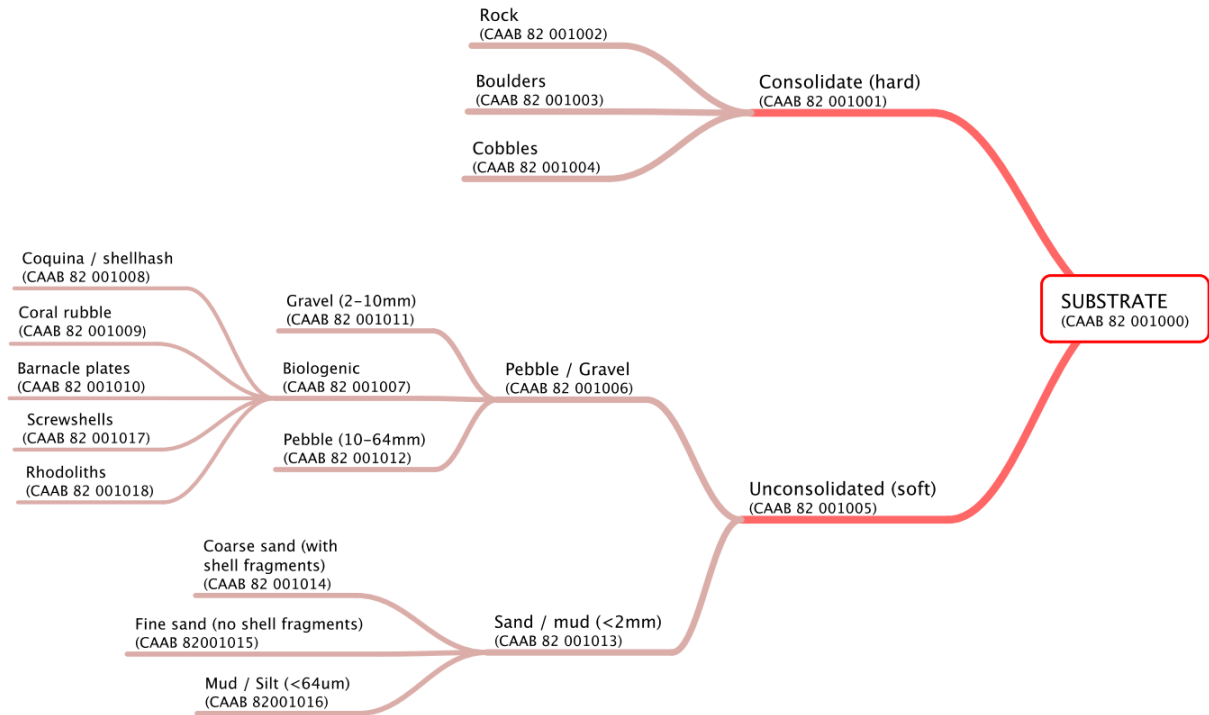 Rock
(CAAB 82 001002)
Boulders
(CAAB 82 001003)
Cobbles
(CAAB 82 001004)
Consolidate (hard)
(CAAB 82 001001)
SUBSTRATE
(CAAB 82 001000)
Coquina / shellhash
(CAAB 82 001008)
Coral rubble
(CAAB 82 001009)
Barnacle plates
(CAAB 82 001010)
Screwshells
(CAAB 82 001017)
Rhodoliths
(CAAB 82 001018)
Gravel (2-10mm)
(CAAB 82 001011)
Biologenic
(CAAB 82 001007)
Pebble (10-64mm)
(CAAB 82 001012)
Pebble / Gravel
(CAAB 82 001006)
Unconsolidated (soft)
(CAAB 82 001005)
Coarse sand (with
shell fragments)
(CAAB 82 001014)
Fine sand (no shell fragments)
(CAAB 82001015)
Mud / Silt (<64um)
(CAAB 82001016)
Sand / mud (<2mm)
(CAAB 82 001013)